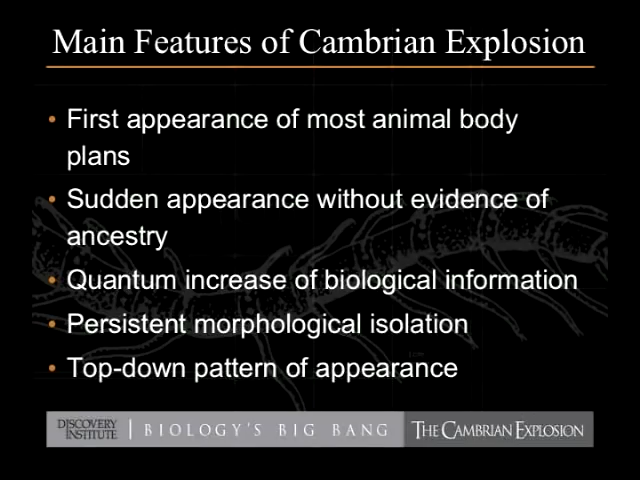 Main Features of Cambrian Explosion
• First appearance of most animal body
plans
• Sudden appearance without evidence of
ancestry
• Quantum increase of biological information
• Persistent morphological isolation
• Top-down pattern of appearance
DISCOVERY
INSTITUTE | BIOLOGY'S BIG BANG THE CAMBRIAN EXPLOSION